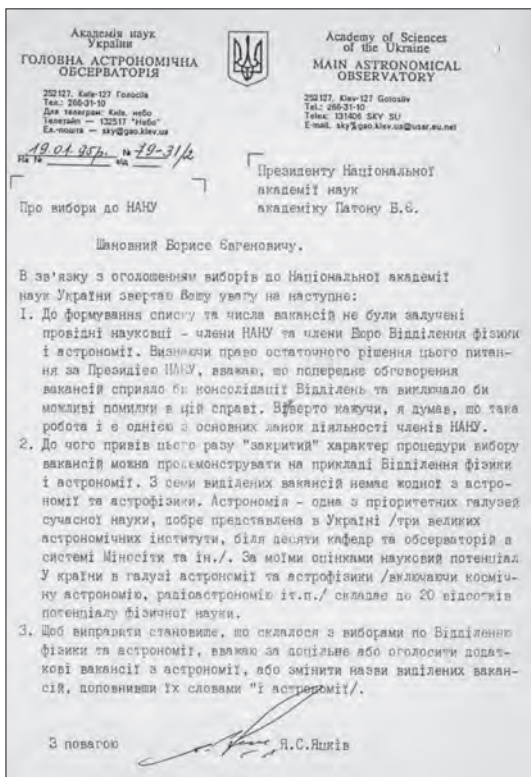 Академія наук
України
ГОЛОВНА АСТРОНОМІЧНА
ОБСЕРВАТОРІЯ
252127, Київ-127 Голосіїв
Тел.: 266-31-10
Для телеграм: Київ, небо
Телетайп — 132517 "Небо"
Ел.-пошта — sky@gao.kiev.ua
Academy of Sciences
of the Ukraine
MAIN ASTRONOMICAL
OBSERVATORY
252127, Kiev-127 Goloseiv
Tel.: 266-31-10
Telex: 131406 SKY SU
E-mail. sky%gao.kiev.ua@ussr.eu.net
19.01.95р. № 79-31/2
На № від
Президенту Національної
академії наук
академіку Патону Б.Є.
Про вибори до НАНУ
Шановний Борисе Євгеновичу.
В зв'язку з оголошенням виборів до Національної академії
наук України звертаю Вашу увагу на наступне:
1. До формування списку та числа вакансій не були залучені
провідні науковці - члени НАНУ та члени Бюро Відділення фізики
і астрономії. Визнаючи право остаточного рішення цього питан-
ня за Президією НАНУ, вважаю, що попереднє обговорення
вакансій сприяло би консолідації Відділень та виключало би
можливі помилки в цій справі. Відверто кажучи, я думав, що така
робота і є однією з основних ланок діяльності членів НАНУ.
2. До чого привів цього разу "закритий" характер процедури вибору
вакансій можна продемонструвати на прикладі Відділення фізики
і астрономії. З семи виділених вакансій немає жодної з астро-
номії та астрофізики. Астрономія - одна з пріоритетних галузей
сучасної науки, добре представлена в Україні /три великих
астрономічних інститути, біля десяти кафедр та обсерваторій в
системі Міносвіти та ін./. За моїми оцінками науковий потенціал
У країни в галузі астрономії та астрофізики /включаючи косміч-
ну астрономію, радіоастрономію іт.п./ складає до 20 відсотків
потенціалу фізичної науки.
3. Щоб виправити становище, що склалося з виборами по Відділенню
фізики та астрономії, вважаю за доцільне або оголосити додат-
кові вакансії з астрономії, або змінити назви виділених вакан-
сій, доповнивши їх словами "і астрономії/.
З повагою Я.С.Яцків